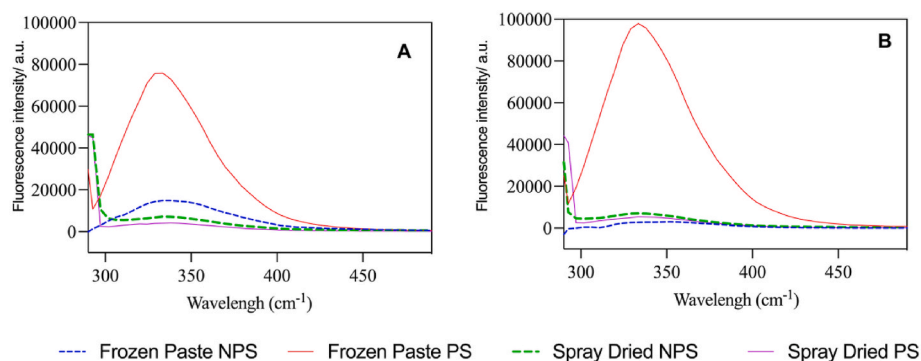 A
Fluorescence intensity/ a.u.
100000
80000
60000
40000
20000
0
300
350
400
450
Wavelengh (cm-1)
B
Fluorescence intensity/ a.u.
100000
80000
60000
40000
20000
0
300
350
400
450
Wavelengh (cm-1)
Frozen Paste NPS Frozen Paste PS Spray Dried NPS Spray Dried PS